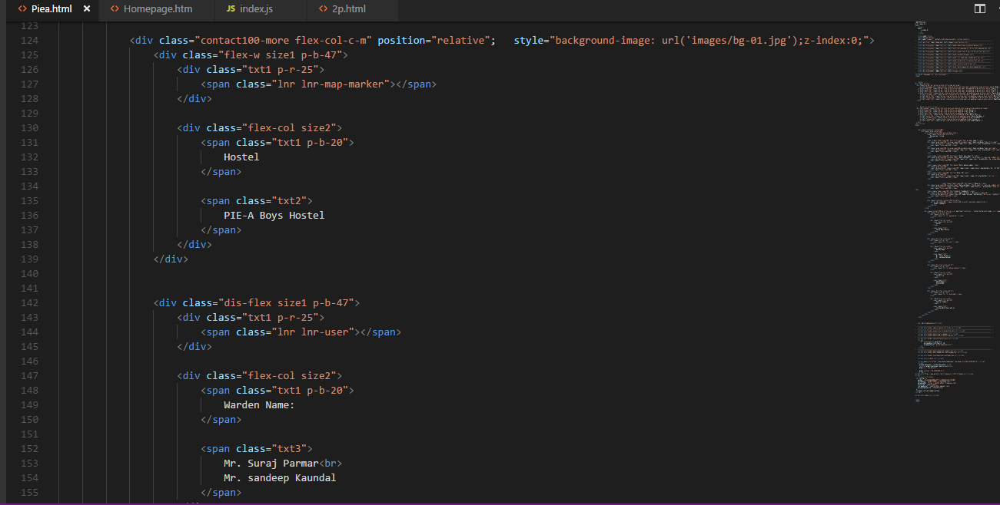 <> Piea.html × <> Homepage.htm JS index.js <> 2p.html
123
124 <div class="contact100-more flex-col-c-m" position="relative"; style="background-image: url('images/bg-01.jpg');z-index:0;">
125 <div class="flex-w size1 p-b-47">
126 <div class="txt1 p-r-25">
127 <span class="lnr lnr-map-marker"></span>
128 </div>
129
130 <div class="flex-col size2">
131 <span class="txt1 p-b-20">
132 Hostel
133 </span>
134
135 <span class="txt2">
136 PIE-A Boys Hostel
137 </span>
138 </div>
139 </div>
140
141
142 <div class="dis-flex size1 p-b-47">
143 <div class="txt1 p-r-25">
144 <span class="lnr lnr-user"></span>
145 </div>
146
147 <div class="flex-col size2">
148 <span class="txt1 p-b-20">
149 Warden Name:
150 </span>
151
152 <span class="txt3">
153 Mr. Suraj Parmar<br>
154 Mr. sandeep Kaundal
155 </span>